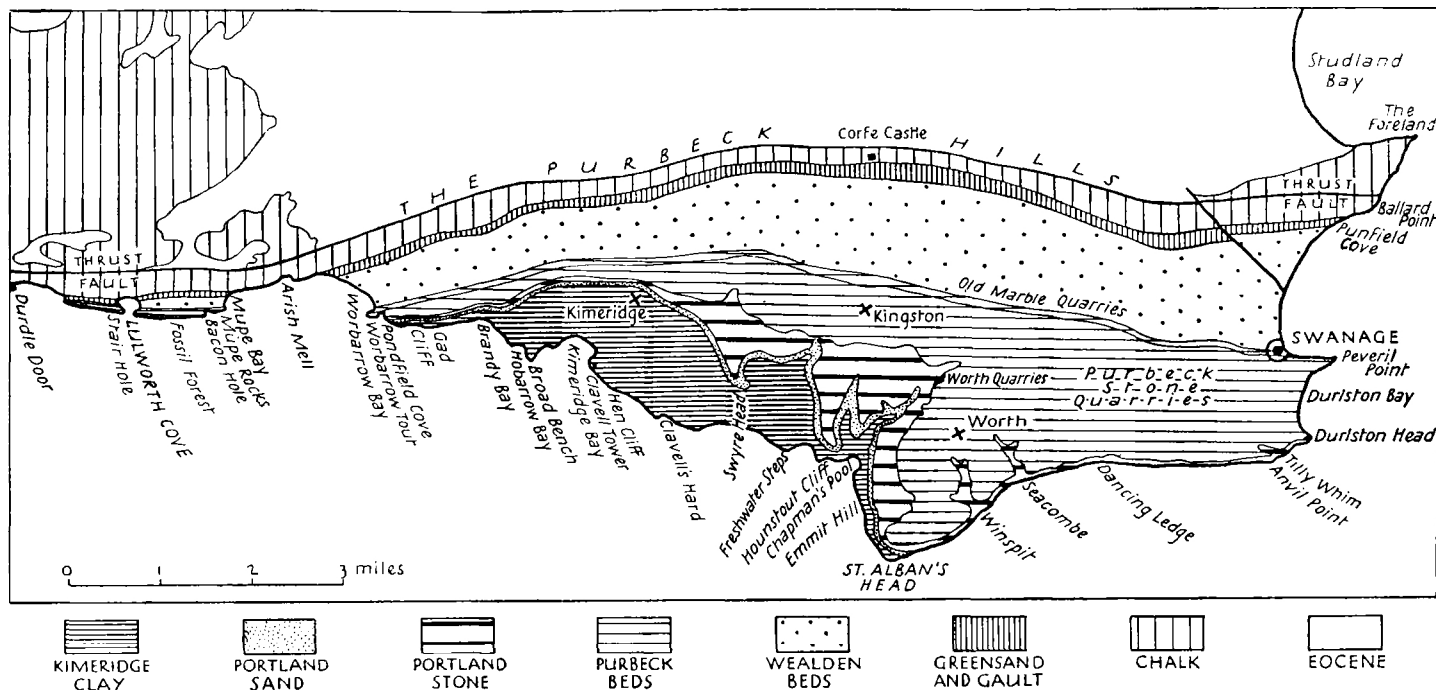 Studland
Bay
The
Foreland
THE PURBECK HILLS
Corfe Castle
THRUST
FAULT
Ballard
Point
Punfield
Cove
THRUST
FAULT
Durdle Door
Stair Hole
LULWORTH COVE
Fossil Forest
Bacon Hole
Mupe Rocks
Mupe Bay
Arish Mell
Worbarrow Bay
Worbarrow Tout
Pondfield Cove
Gad
Cliff
Brandy Bay
Hobarrow Bay
Broad Bench
Kimeridge Bay
Clavell Tower
Hen Cliff
Clavell's Hard
Swyre Head
Freshwater Steps
Hounstout Cliff
Chapman's Pool
Emmit Hill
Kimeridge
Kingston
Old Marble Quarries
SWANAGE
Peveril
Point
Worth Quarries
Purbeck
Stone
Quarries
Durlston Bay
Worth
Durlston Head
Tilly Whim
Anvil Point
Dancing Ledge
Seacombe
Winspit
ST. ALBAN'S
HEAD
0 1 2 3 miles
KIMERIDGE
CLAY
PORTLAND
SAND
PORTLAND
STONE
PURBECK
BEDS
WEALDEN
BEDS
GREENSAND
AND GAULT
CHALK
EOCENE